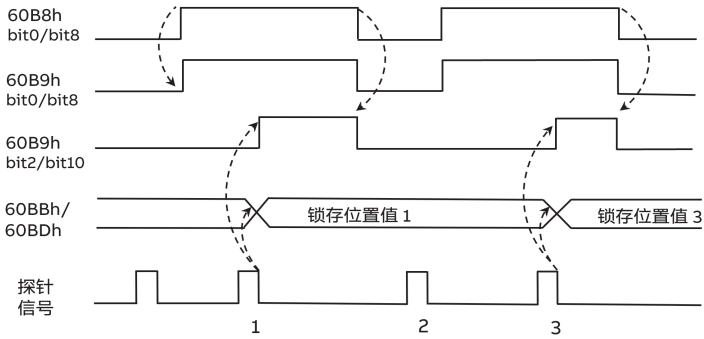 60B8h
bit0/bit8
60B9h
bit0/bit8
60B9h
bit2/bit10
60BBh/
60BDh
锁存位置值 1
锁存位置值 3
探针
信号
1
2
3